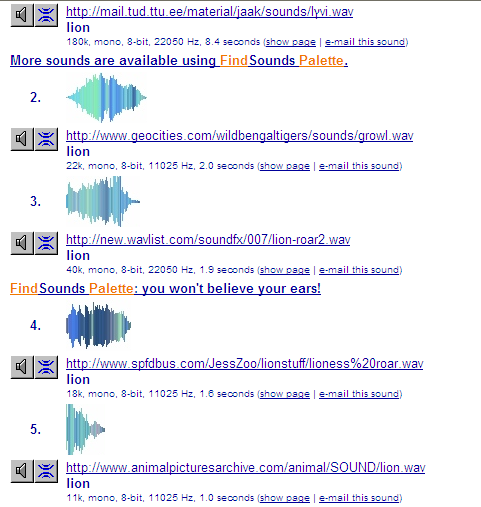 http://mail.tud.ttu.ee/material/jaak/sounds/lyvi.wav
lion
180k, mono, 8-bit, 22050 Hz, 8.4 seconds (show page | e-mail this sound)
More sounds are available using FindSounds Palette.
2.
http://www.geocities.com/wildbengaltigers/sounds/growl.wav
lion
22k, mono, 8-bit, 11025 Hz, 2.0 seconds (show page | e-mail this sound)
3.
http://new.wavlist.com/soundfx/007/lion-roar2.wav
lion
40k, mono, 8-bit, 22050 Hz, 1.9 seconds (show page | e-mail this sound)
FindSounds Palette: you won't believe your ears!
4.
http://www.spfdbus.com/JessZoo/lionstuff/lioness%20roar.wav
lion
18k, mono, 8-bit, 11025 Hz, 1.6 seconds (show page | e-mail this sound)
5.
http://www.animalpicturesarchive.com/animal/SOUND/lion.wav
lion
11k, mono, 8-bit, 11025 Hz, 1.0 seconds (show page | e-mail this sound)